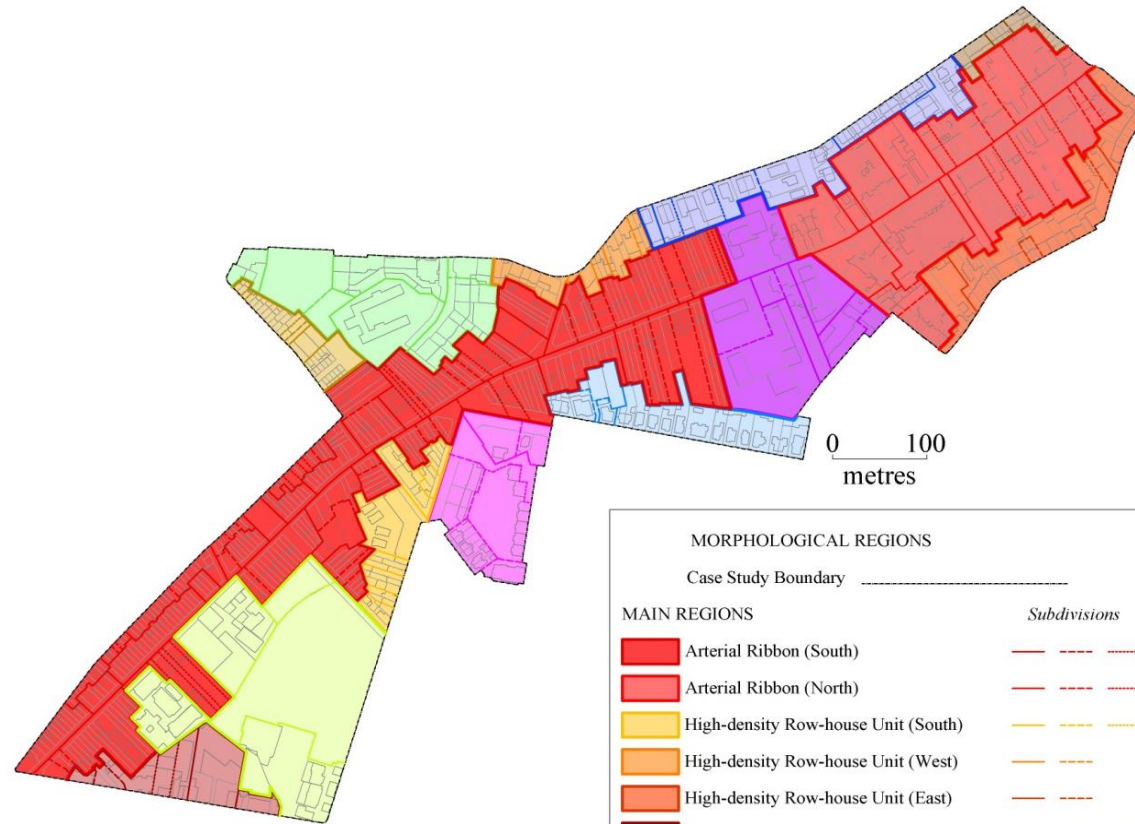 0 100
metres
MORPHOLOGICAL REGIONS
Case Study Boundary
MAIN REGIONS Subdivisions
Arterial Ribbon (South)
Arterial Ribbon (North)
High-density Row-house Unit (South)
High-density Row-house Unit (West)
High-density Row-house Unit (East)